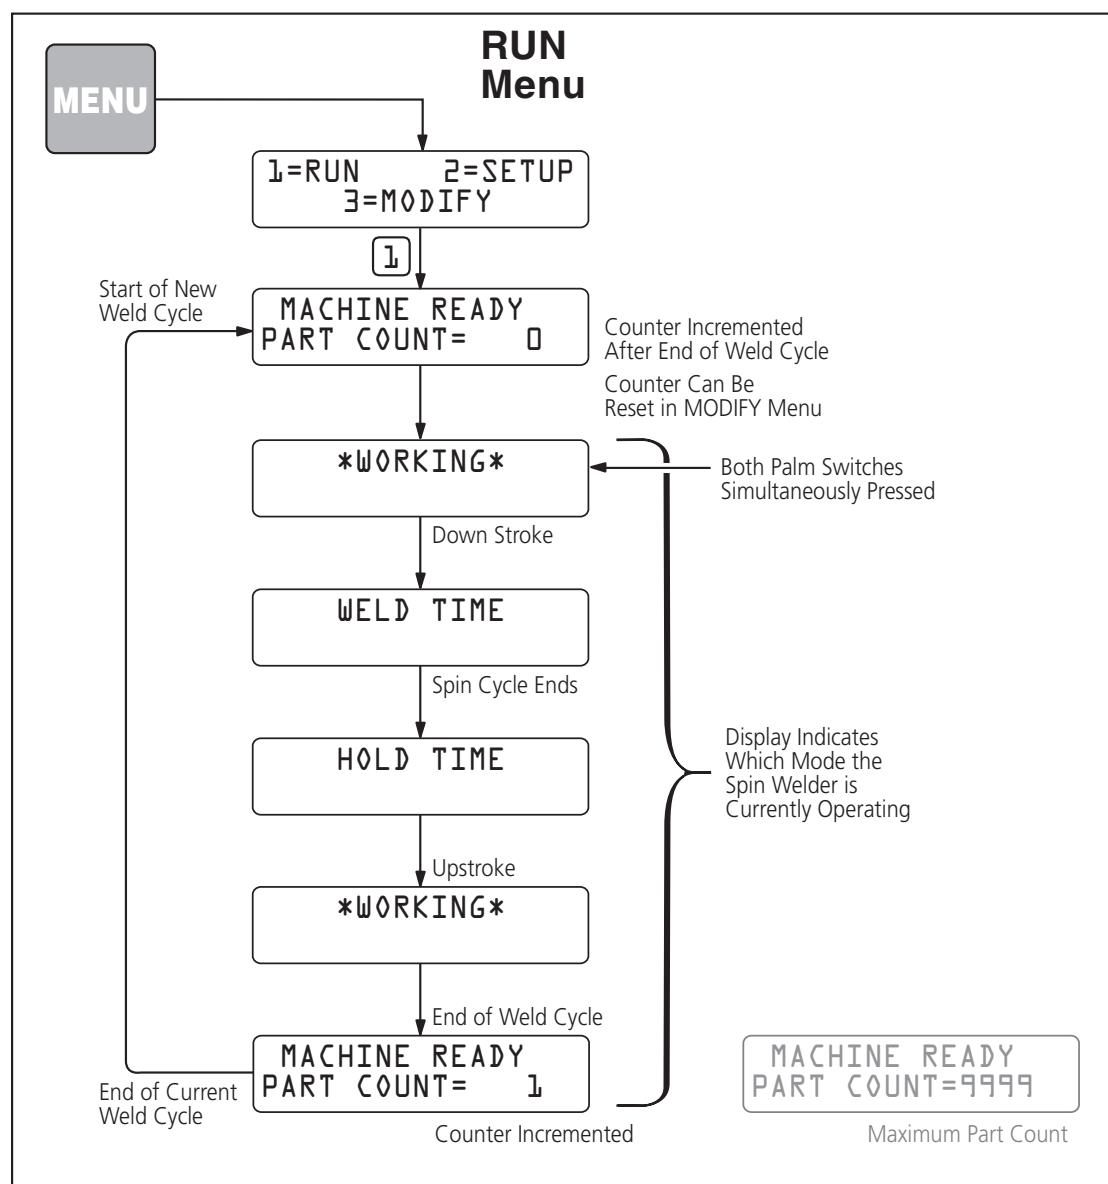 RUN
Menu
MENU
1=RUN 2=SETUP
3=MODIFY
1
Start of New
Weld Cycle
MACHINE READY
PART COUNT= 0
Counter Incremented
After End of Weld Cycle
Counter Can Be
Reset in MODIFY Menu
*WORKING*
Both Palm Switches
Simultaneously Pressed
Down Stroke
WELD TIME
Spin Cycle Ends
HOLD TIME
Display Indicates
Which Mode the
Spin Welder is
Currently Operating
Upstroke
*WORKING*
End of Weld Cycle
MACHINE READY
PART COUNT= 1
End of Current
Weld Cycle
Counter Incremented
MACHINE READY
PART COUNT=9999
Maximum Part Count